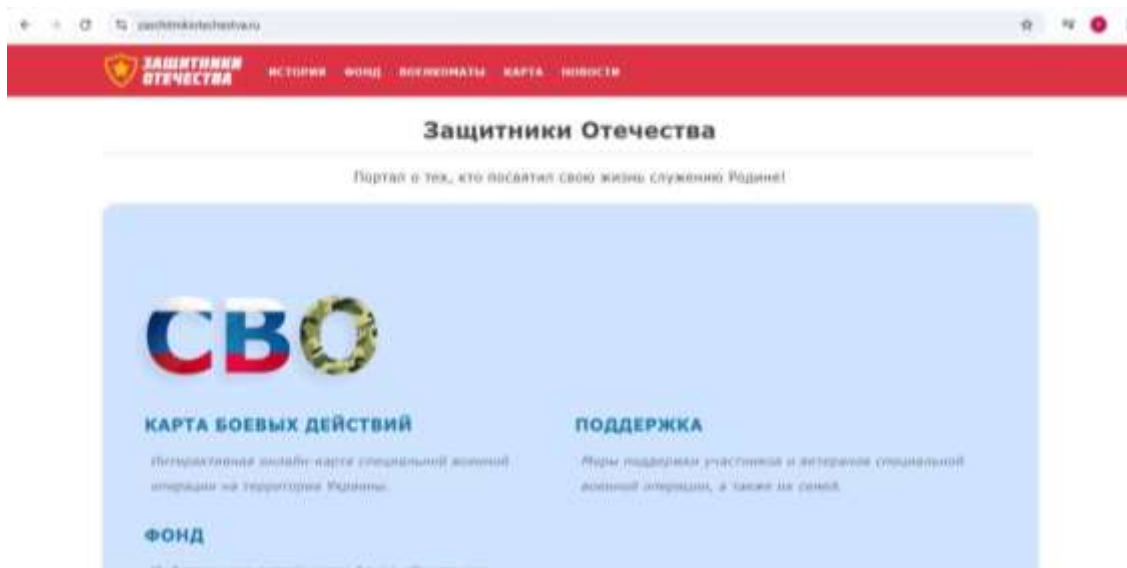 ЗАЩИТНИКИ
ОТЕЧЕСТВА
ИСТОРИЯ ФОНД ВОЕНКОМАТЫ КАРТА НОВОСТИ
Защитники Отечества
Портал о тех, кто посвятил свою жизнь служению Родине!
СВО
КАРТА БОЕВЫХ ДЕЙСТВИЙ
ПОДДЕРЖКА
Интерактивная онлайн-карта специальной военной
операции на территории Украины.
Меры поддержки участников и ветеранов специальной
военной операции, а также их семей.
ФОНД